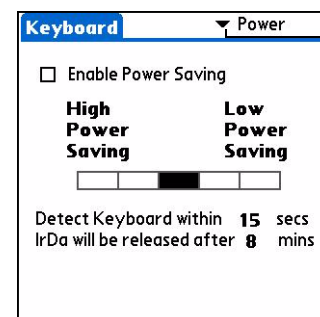 Keyboard Power
Enable Power Saving
High Low
Power Power
Saving Saving
Detect Keyboard within 15 secs
IrDa will be released after 8 mins